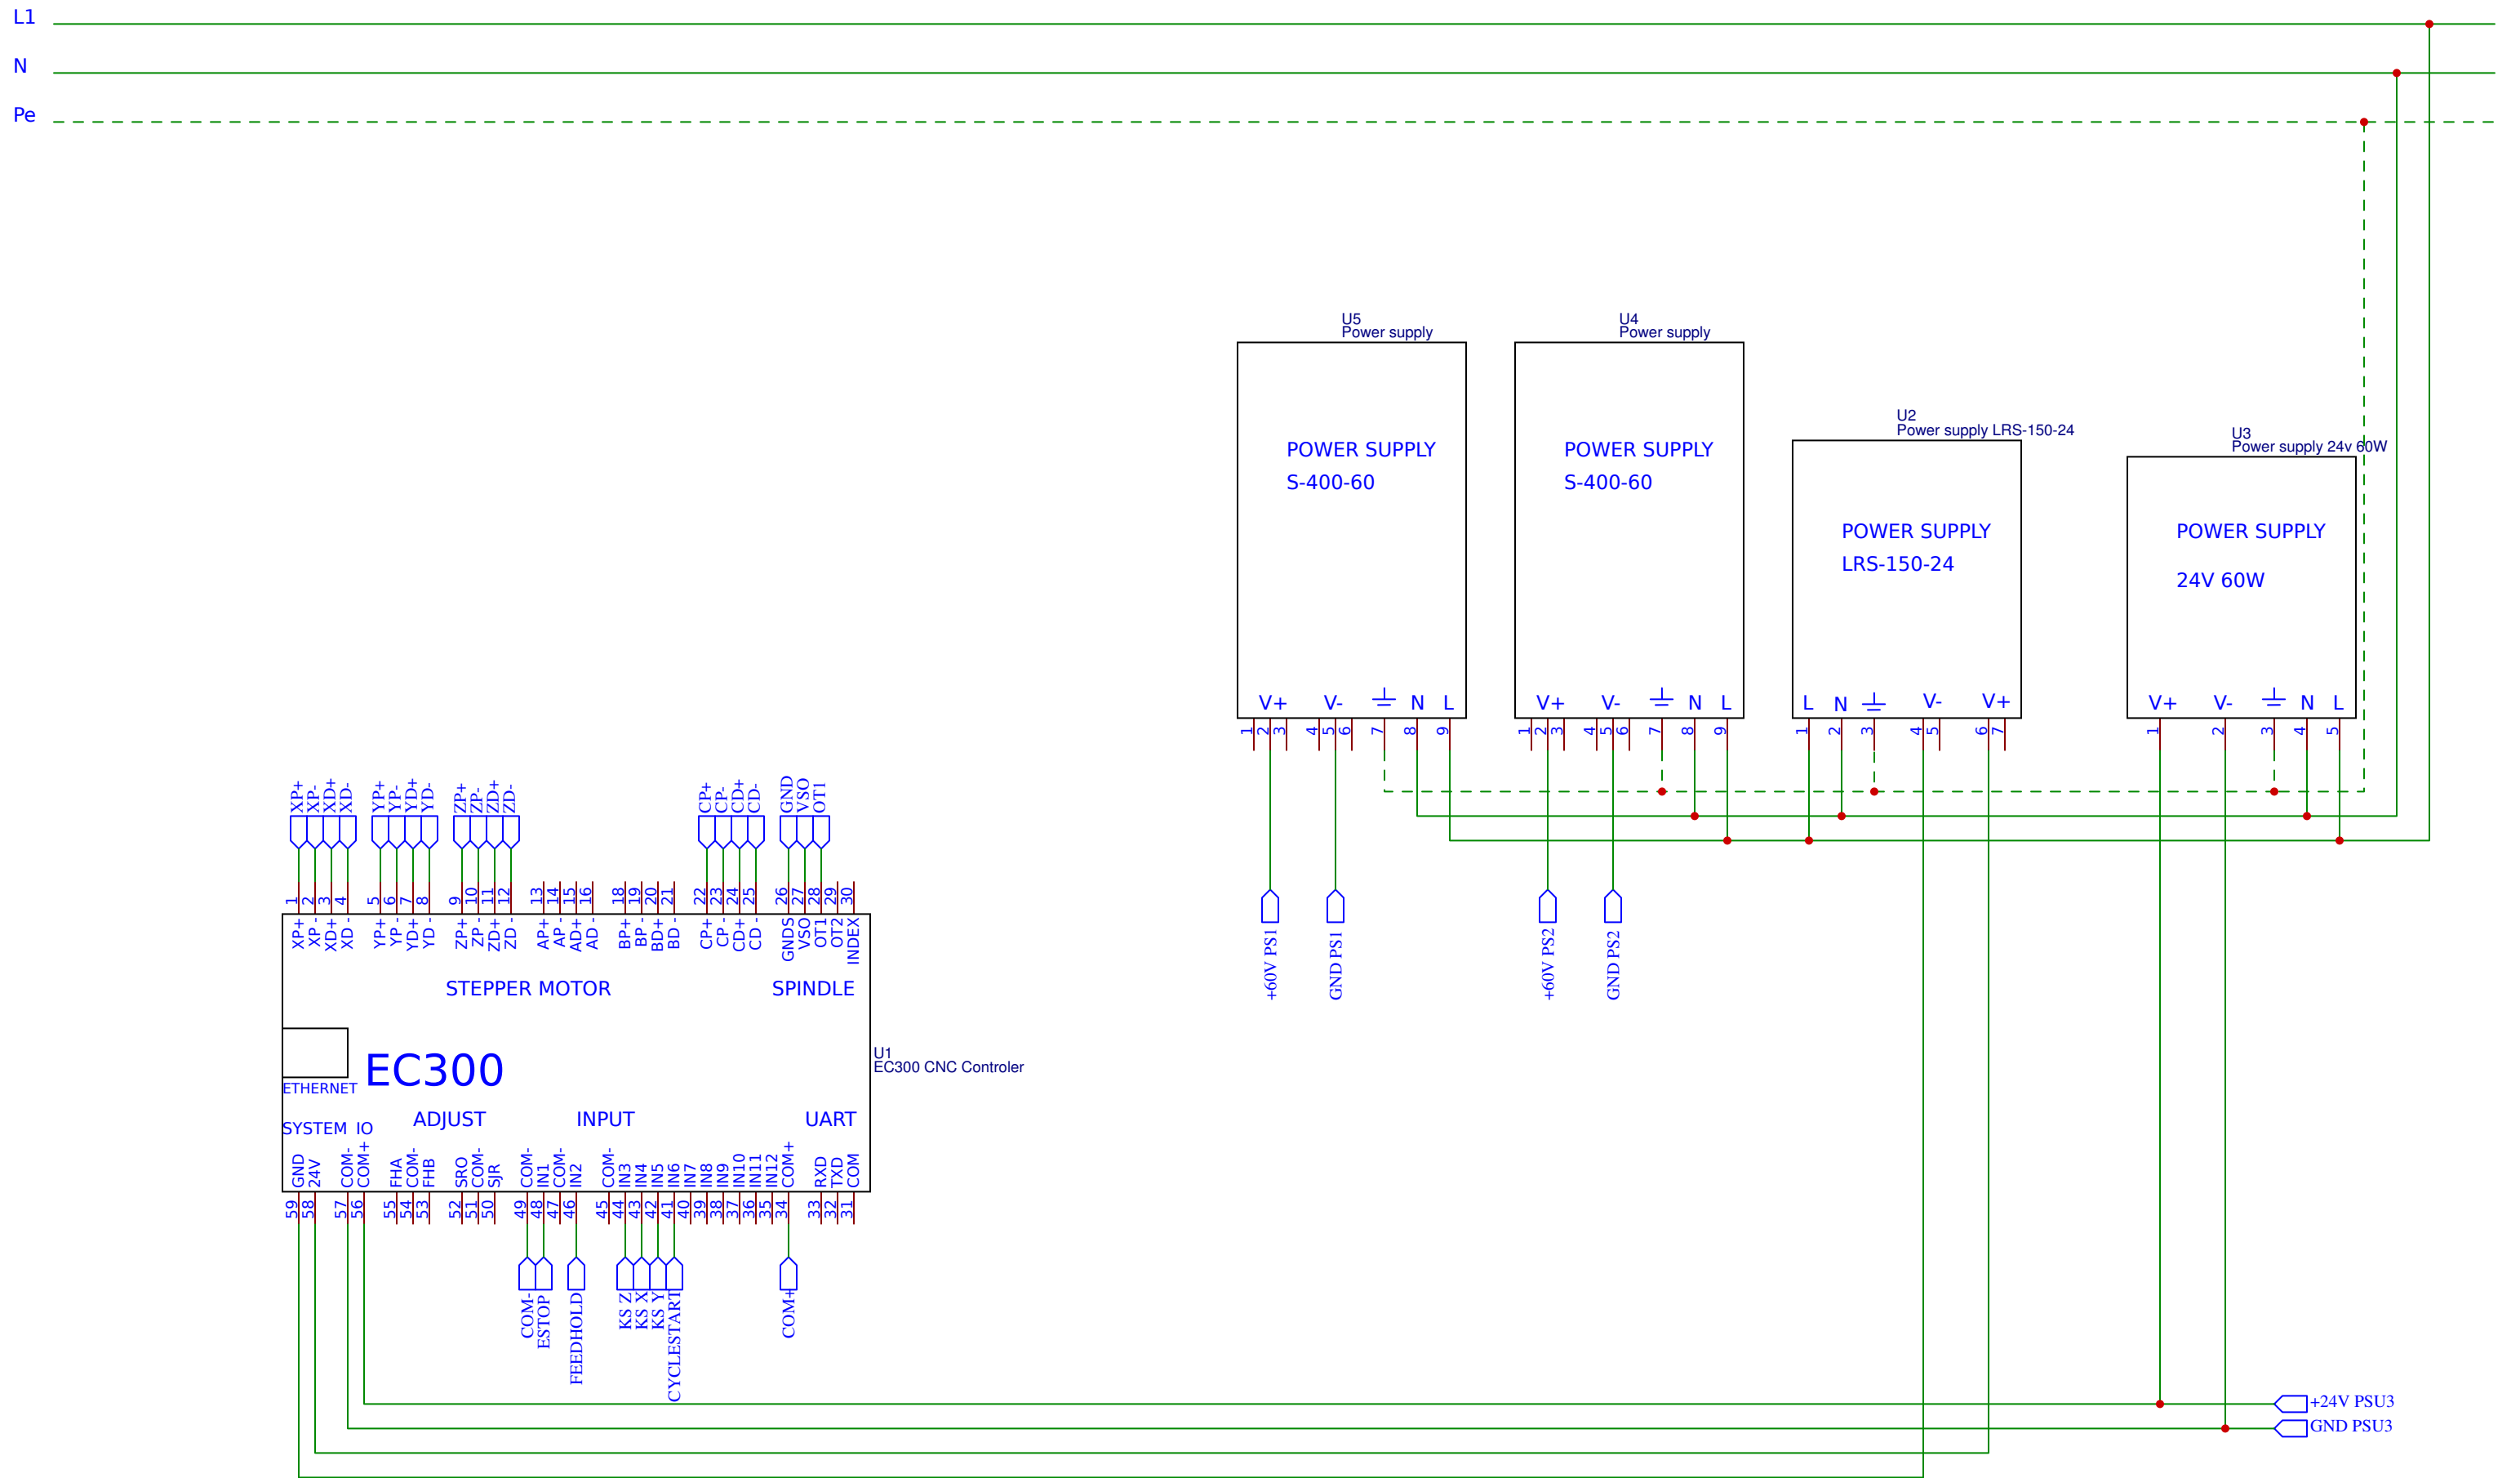 L1
N
Pe
U5
Power supply
U4
Power supply
U2
Power supply LRS-150-24
U3
Power supply 24v 60W
POWER SUPPLY
S-400-60
POWER SUPPLY
S-400-60
POWER SUPPLY
LRS-150-24
POWER SUPPLY
24V 60W
V+ V- N L
V+ V- N L
L N V- V+
V+ V- N L
1 2 3 4 5 6 7 8 9
1 2 3 4 5 6 7 8 9
1 2 3 4 5 6 7
1 2 3 4 5
+60V PS1
GND PS1
+60V PS2
GND PS2
XP+ XP- XD+ XD- YP+ YP- YD+ YD- ZP+ ZP- ZD+ ZD- CP+ CP- CD+ CD- GND VSO OT1
1 2 3 4 5 6 7 8 9 10 11 12 13 14 15 16 18 19 20 21 22 23 24 25 26 27 28 29 30
XP+ XP - XD+ XD - YP+ YP - YD+ YD - ZP+ ZP - ZD+ ZD - AP+ AP - AD+ AD - BP+ BP - BD+ BD - CP+ CP - CD+ CD - GNDS VSO OT1 OT2 INDEX
STEPPER MOTOR
SPINDLE
EC300
ETHERNET
U1
EC300 CNC Controler
ADJUST
INPUT
UART
SYSTEM IO
GND 24V COM- COM+ FHA COM- FHB SRO COM- SJR COM- IN1 COM- IN2 COM- IN3 IN4 IN5 IN6 IN7 IN8 IN9 IN10 IN11 IN12 COM+ RXD TXD COM
59 58 57 56 55 54 53 52 51 50 49 48 47 46 45 44 43 42 41 40 39 38 37 36 35 34 33 32 31
COM- ESTOP FEEDHOLD KS Z KS X KS Y CYCLESTART COM+
+24V PSU3
GND PSU3